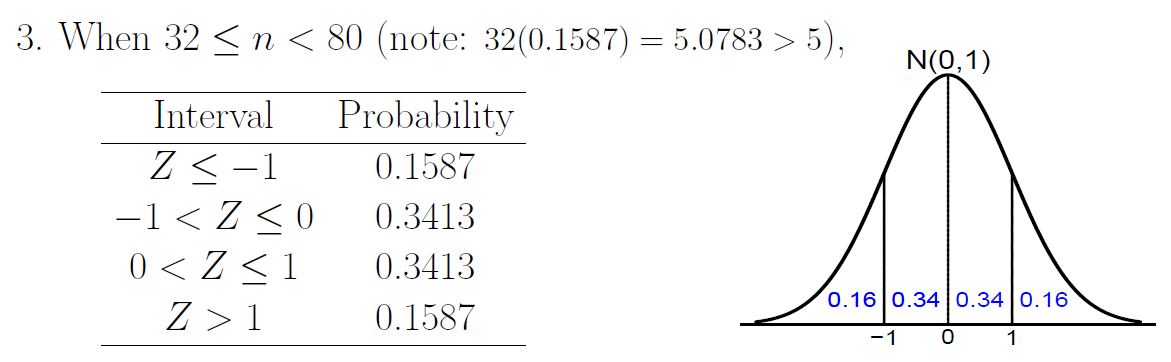 3. When 32 ≤ n < 80 (note: 32(0.1587) = 5.0783 > 5),
Interval Probability
Z ≤ −1 0.1587
−1 < Z ≤ 0 0.3413
0 < Z ≤ 1 0.3413
Z > 1 0.1587
N(0,1)
0.16 0.34 0.34 0.16
−1 0 1